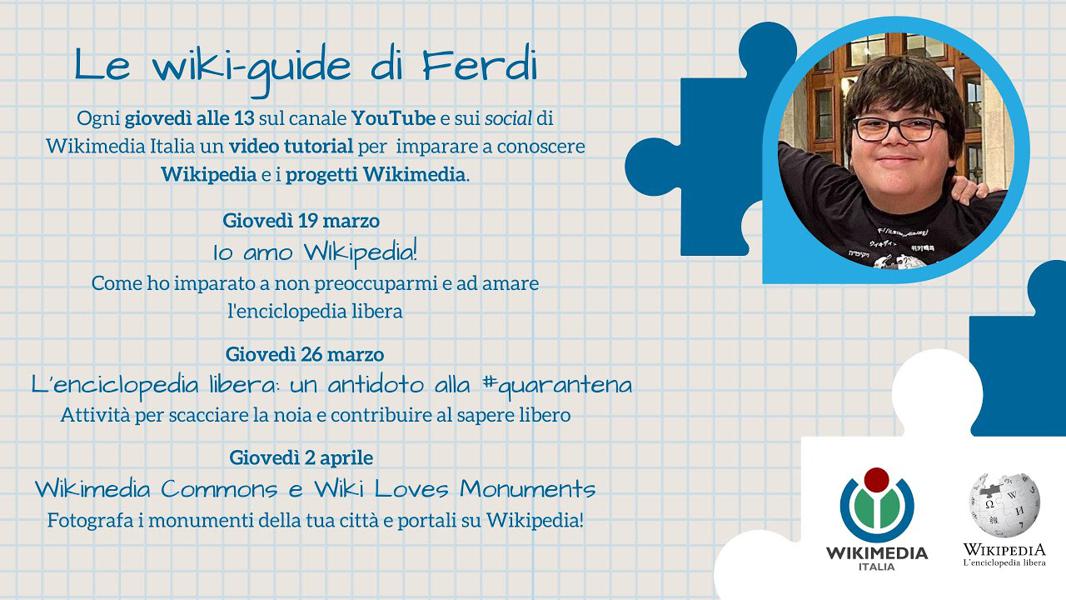 Le wiki-guide di Ferdi
Ogni giovedì alle 13 sul canale YouTube e sui social di
Wikimedia Italia un video tutorial per imparare a conoscere
Wikipedia e i progetti Wikimedia.
Giovedì 19 marzo
Io amo Wikipedia!
Come ho imparato a non preoccuparmi e ad amare
l'enciclopedia libera
Giovedì 26 marzo
L'enciclopedia libera: un antidoto alla #quarantena
Attività per scacciare la noia e contribuire al sapere libero
Giovedì 2 aprile
Wikimedia Commons e Wiki Loves Monuments
Fotografa i monumenti della tua città e portali su Wikipedia!
WIKIMEDIA
ITALIA
WIKIPEDIA
L'enciclopedia libera